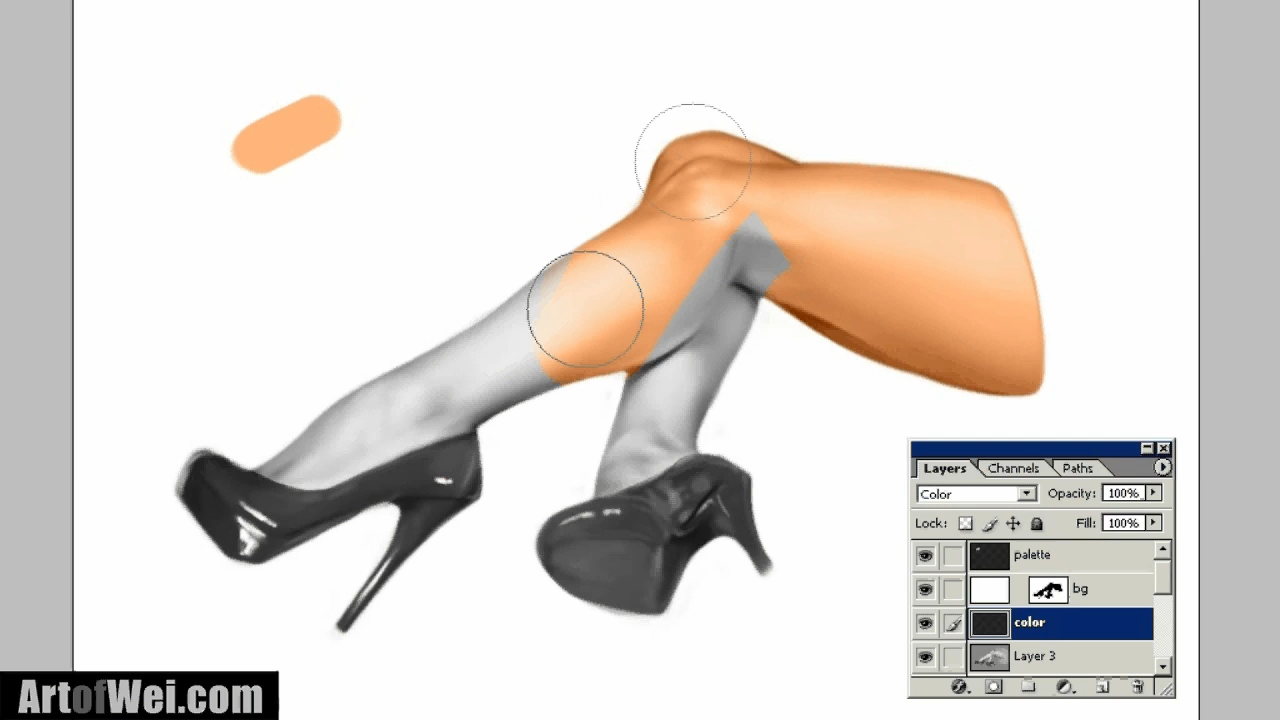 Layers Channels Paths
Color Opacity: 100%
Lock: Fill: 100%
palette
bg
color
Layer 3
ArtofWei.com